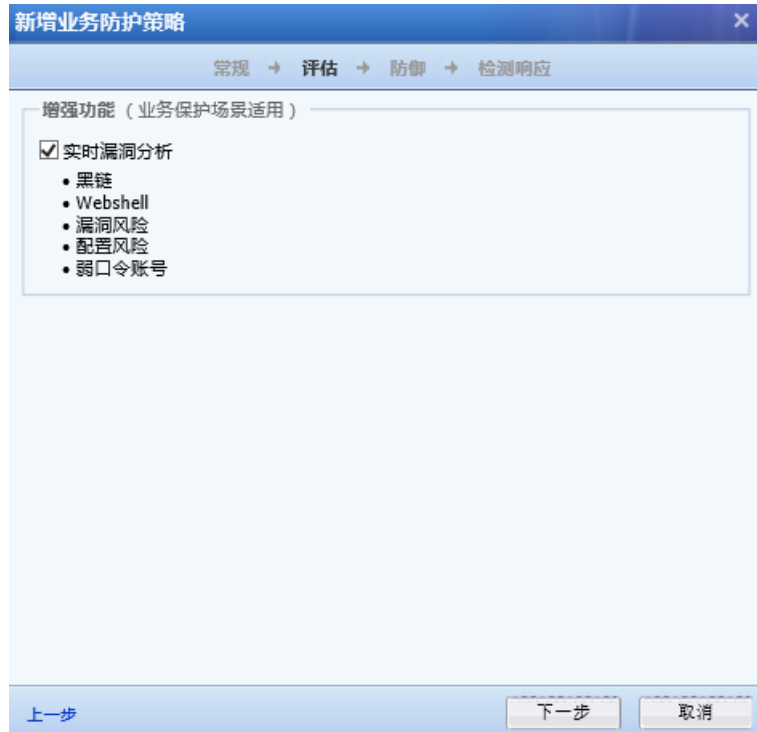 新增业务防护策略
常规 → 评估 → 防御 → 检测响应
增强功能（业务保护场景适用）
实时漏洞分析
• 黑链
• Webshell
• 漏洞风险
• 配置风险
• 弱口令账号
上一步 下一步 取消